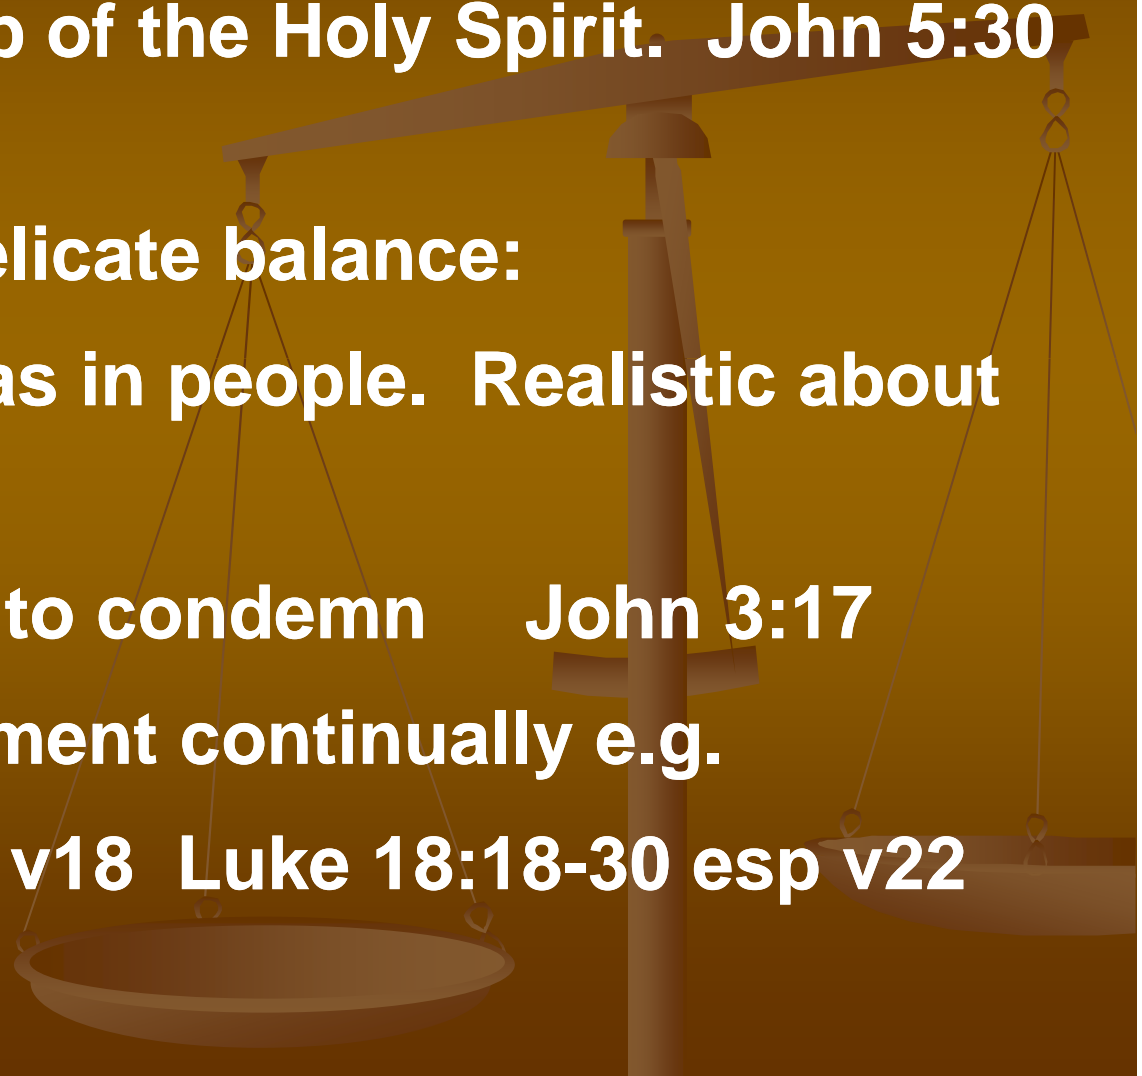 p of the Holy Spirit. John 5:30
elicate balance:
as in people. Realistic about
to condemn John 3:17
ment continually e.g.
v18 Luke 18:18-30 esp v22